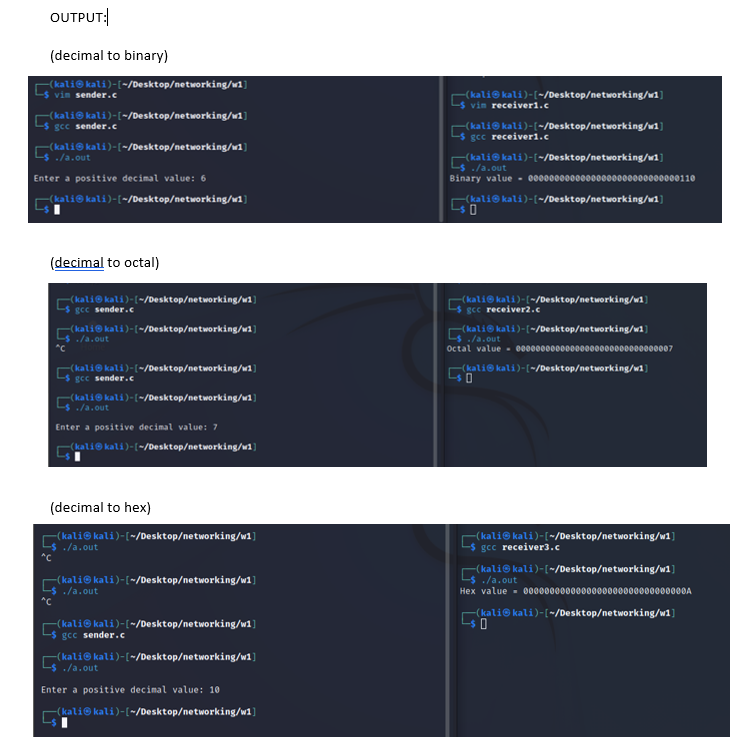 OUTPUT:
(decimal to binary)
┌──(kali㉿kali)-[~/Desktop/networking/w1]
└─$ vim sender.c
┌──(kali㉿kali)-[~/Desktop/networking/w1]
└─$ gcc sender.c
┌──(kali㉿kali)-[~/Desktop/networking/w1]
└─$ ./a.out
Enter a positive decimal value: 6
┌──(kali㉿kali)-[~/Desktop/networking/w1]
└─$
┌──(kali㉿kali)-[~/Desktop/networking/w1]
└─$ vim receiver1.c
┌──(kali㉿kali)-[~/Desktop/networking/w1]
└─$ gcc receiver1.c
┌──(kali㉿kali)-[~/Desktop/networking/w1]
└─$ ./a.out
Binary value = 00000000000000000000000000000110
┌──(kali㉿kali)-[~/Desktop/networking/w1]
└─$
(decimal to octal)
┌──(kali㉿kali)-[~/Desktop/networking/w1]
└─$ gcc sender.c
┌──(kali㉿kali)-[~/Desktop/networking/w1]
└─$ ./a.out
^C
┌──(kali㉿kali)-[~/Desktop/networking/w1]
└─$ gcc sender.c
┌──(kali㉿kali)-[~/Desktop/networking/w1]
└─$ ./a.out
Enter a positive decimal value: 7
┌──(kali㉿kali)-[~/Desktop/networking/w1]
└─$
┌──(kali㉿kali)-[~/Desktop/networking/w1]
└─$ gcc receiver2.c
┌──(kali㉿kali)-[~/Desktop/networking/w1]
└─$ ./a.out
Octal value = 00000000000000000000000000000007
┌──(kali㉿kali)-[~/Desktop/networking/w1]
└─$
(decimal to hex)
┌──(kali㉿kali)-[~/Desktop/networking/w1]
└─$ ./a.out
^C
┌──(kali㉿kali)-[~/Desktop/networking/w1]
└─$ ./a.out
^C
┌──(kali㉿kali)-[~/Desktop/networking/w1]
└─$ gcc sender.c
┌──(kali㉿kali)-[~/Desktop/networking/w1]
└─$ ./a.out
Enter a positive decimal value: 10
┌──(kali㉿kali)-[~/Desktop/networking/w1]
└─$
┌──(kali㉿kali)-[~/Desktop/networking/w1]
└─$ gcc receiver3.c
┌──(kali㉿kali)-[~/Desktop/networking/w1]
└─$ ./a.out
Hex value = 0000000000000000000000000000000A
┌──(kali㉿kali)-[~/Desktop/networking/w1]
└─$